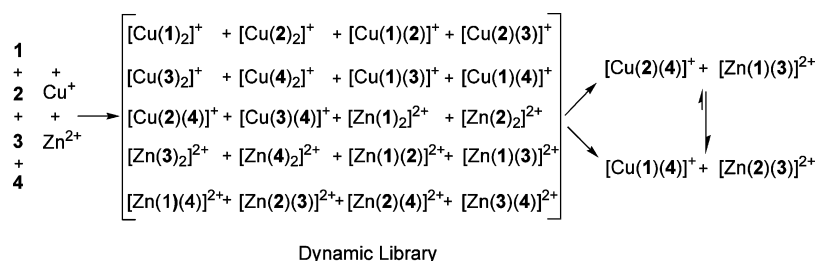 [Cu(1)₂]⁺ + [Cu(2)₂]⁺ + [Cu(1)(2)]⁺ + [Cu(2)(3)]⁺
1
+ + [Cu(3)₂]⁺ + [Cu(4)₂]⁺ + [Cu(1)(3)]⁺ + [Cu(1)(4)]⁺ [Cu(2)(4)]⁺ + [Zn(1)(3)]²⁺
2 Cu⁺
+ + [Cu(2)(4)]⁺ + [Cu(3)(4)]⁺ + [Zn(1)₂]²⁺ + [Zn(2)₂]²⁺
3 Zn²⁺
+ [Zn(3)₂]²⁺ + [Zn(4)₂]²⁺ + [Zn(1)(2)]²⁺ + [Zn(1)(3)]²⁺ [Cu(1)(4)]⁺ + [Zn(2)(3)]²⁺
4
[Zn(1)(4)]²⁺ + [Zn(2)(3)]²⁺ + [Zn(2)(4)]²⁺ + [Zn(3)(4)]²⁺
Dynamic Library